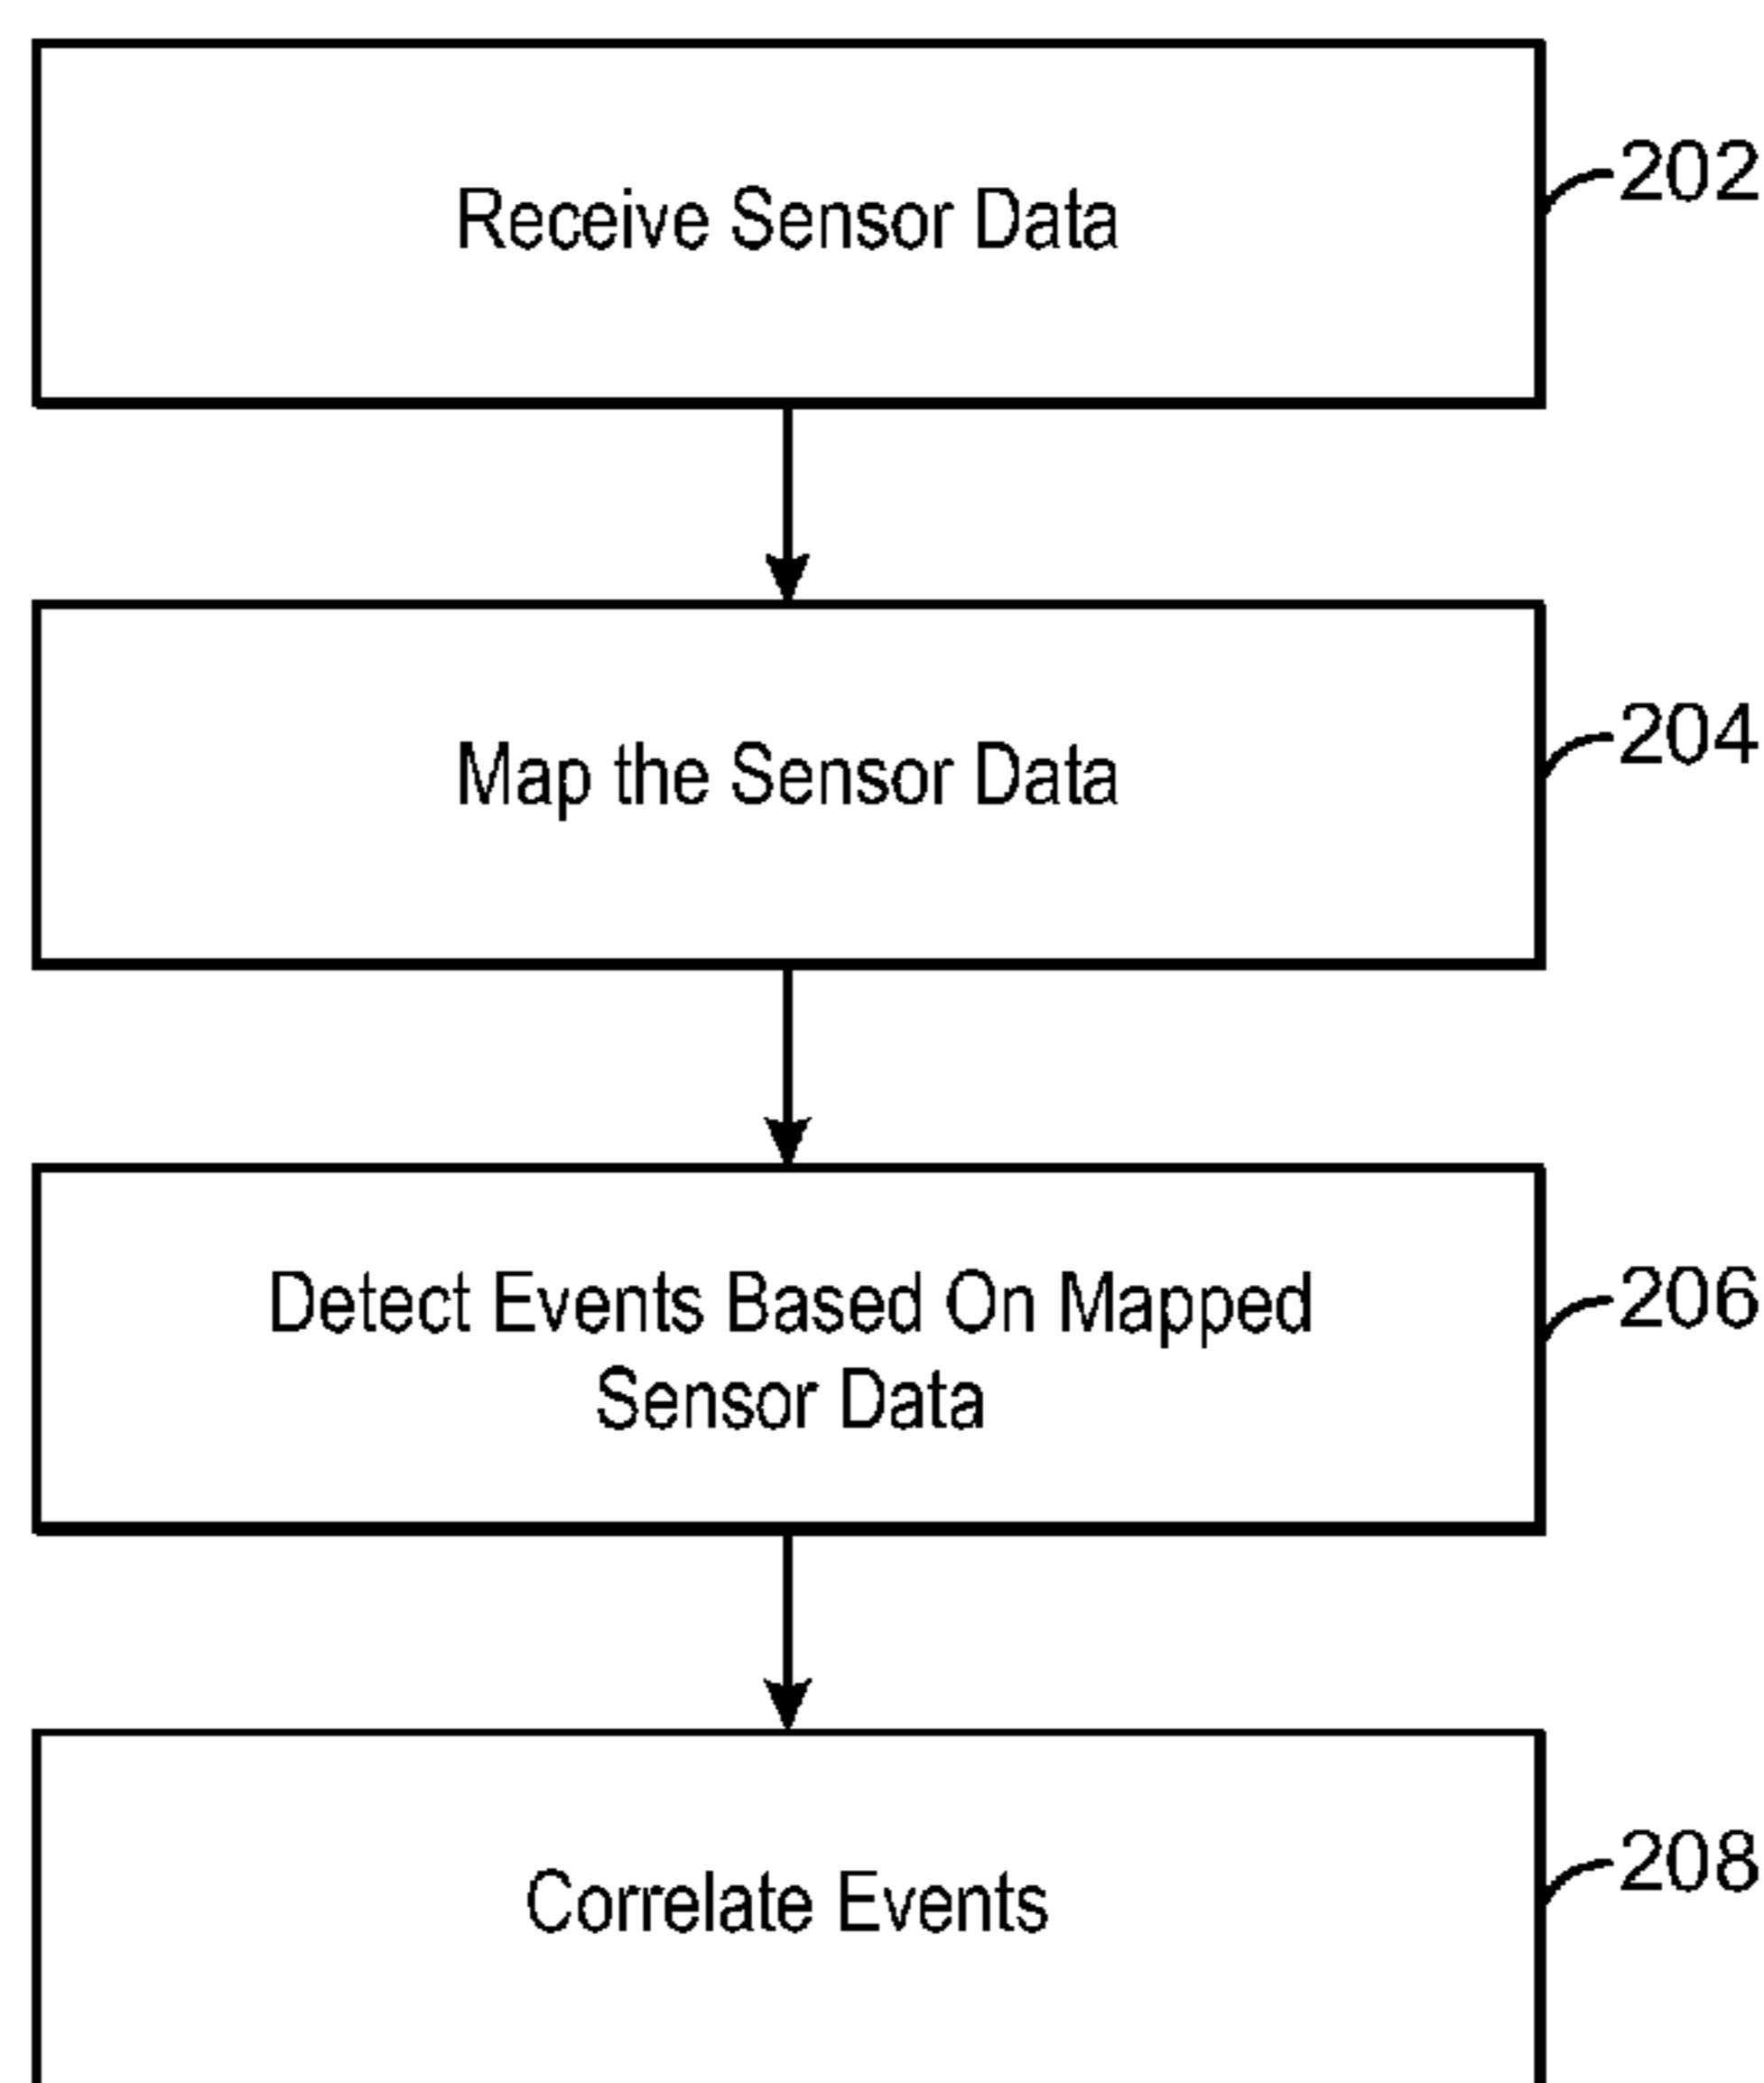 Receive Sensor Data
202
Map the Sensor Data
204
Detect Events Based On Mapped
Sensor Data
206
Correlate Events
208